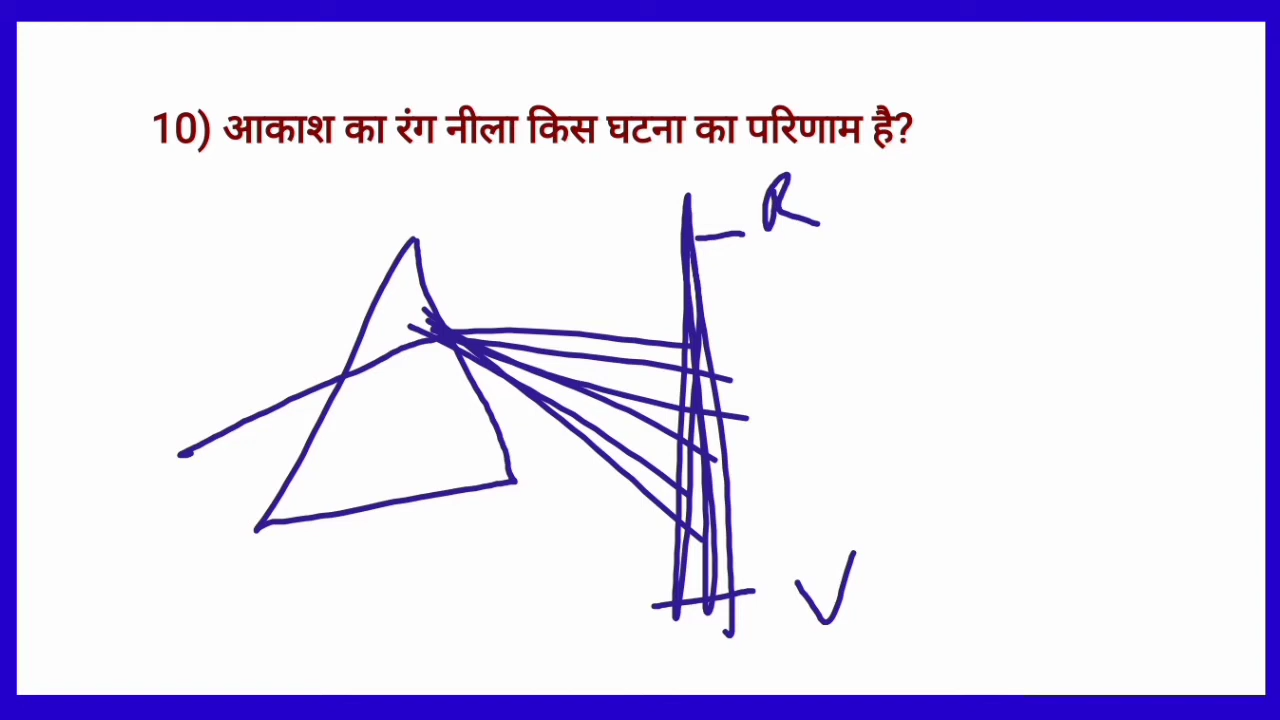 10) आकाश का रंग नीला किस घटना का परिणाम है?
R
V